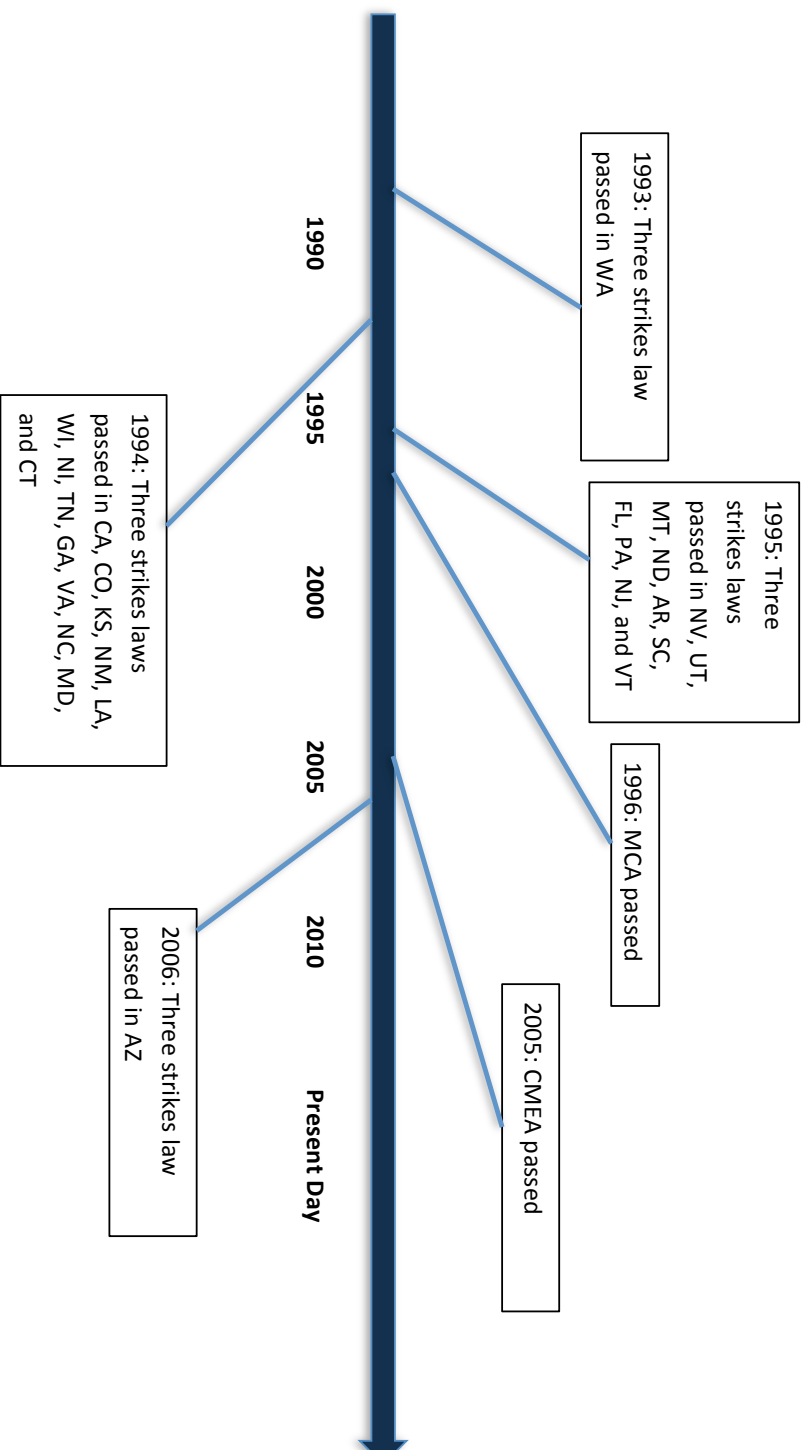 1993: Three strikes law
passed in WA
1995: Three
strikes laws
passed in NV, UT,
MT, ND, AR, SC,
FL, PA, NJ, and VT
1996: MCA passed
2005: CMEA passed
1990
1995
2000
2005
2010
Present Day
1994: Three strikes laws
passed in CA, CO, KS, NM, LA,
WI, NI, TN, GA, VA, NC, MD,
and CT
2006: Three strikes law
passed in AZ